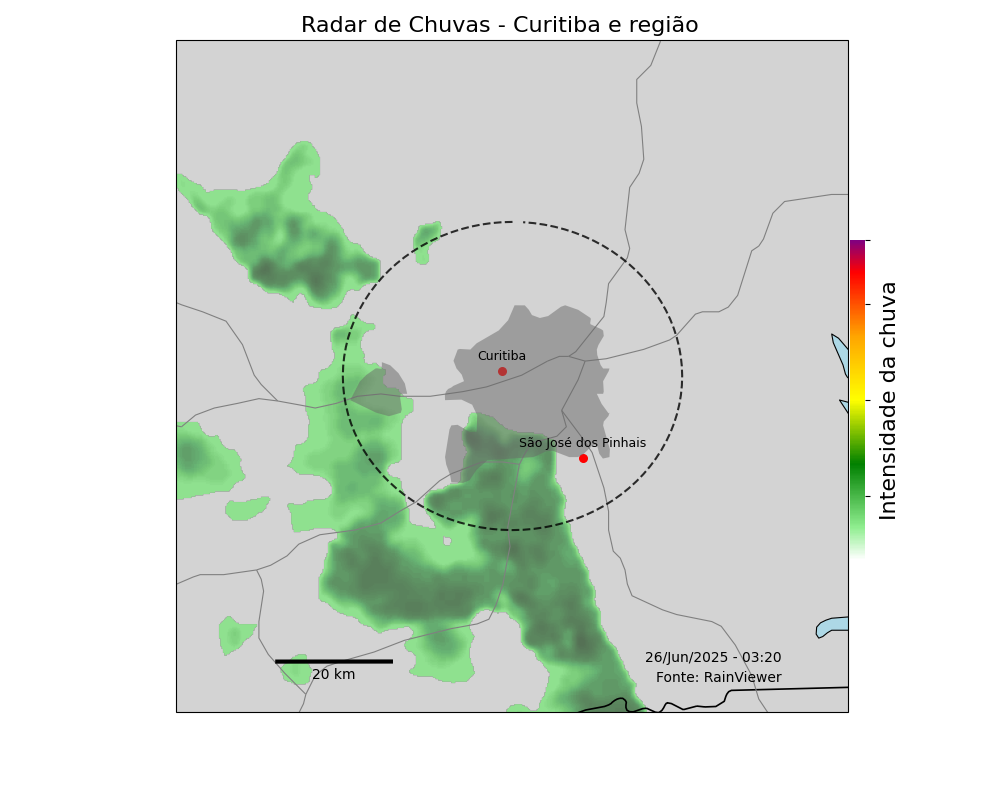 Radar de Chuvas - Curitiba e região
Curitiba
São José dos Pinhais
Intensidade da chuva
26/Jun/2025 - 03:20
Fonte: RainViewer
20 km